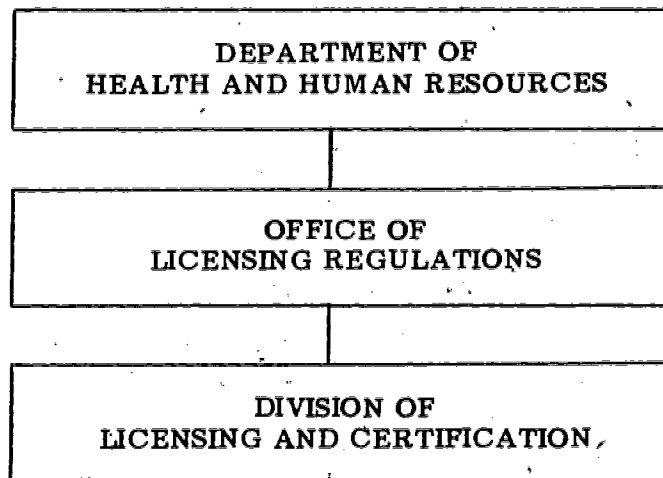 DEPARTMENT OF
HEALTH AND HUMAN RESOURCES
OFFICE OF
LICENSING REGULATIONS
DIVISION OF
LICENSING AND CERTIFICATION